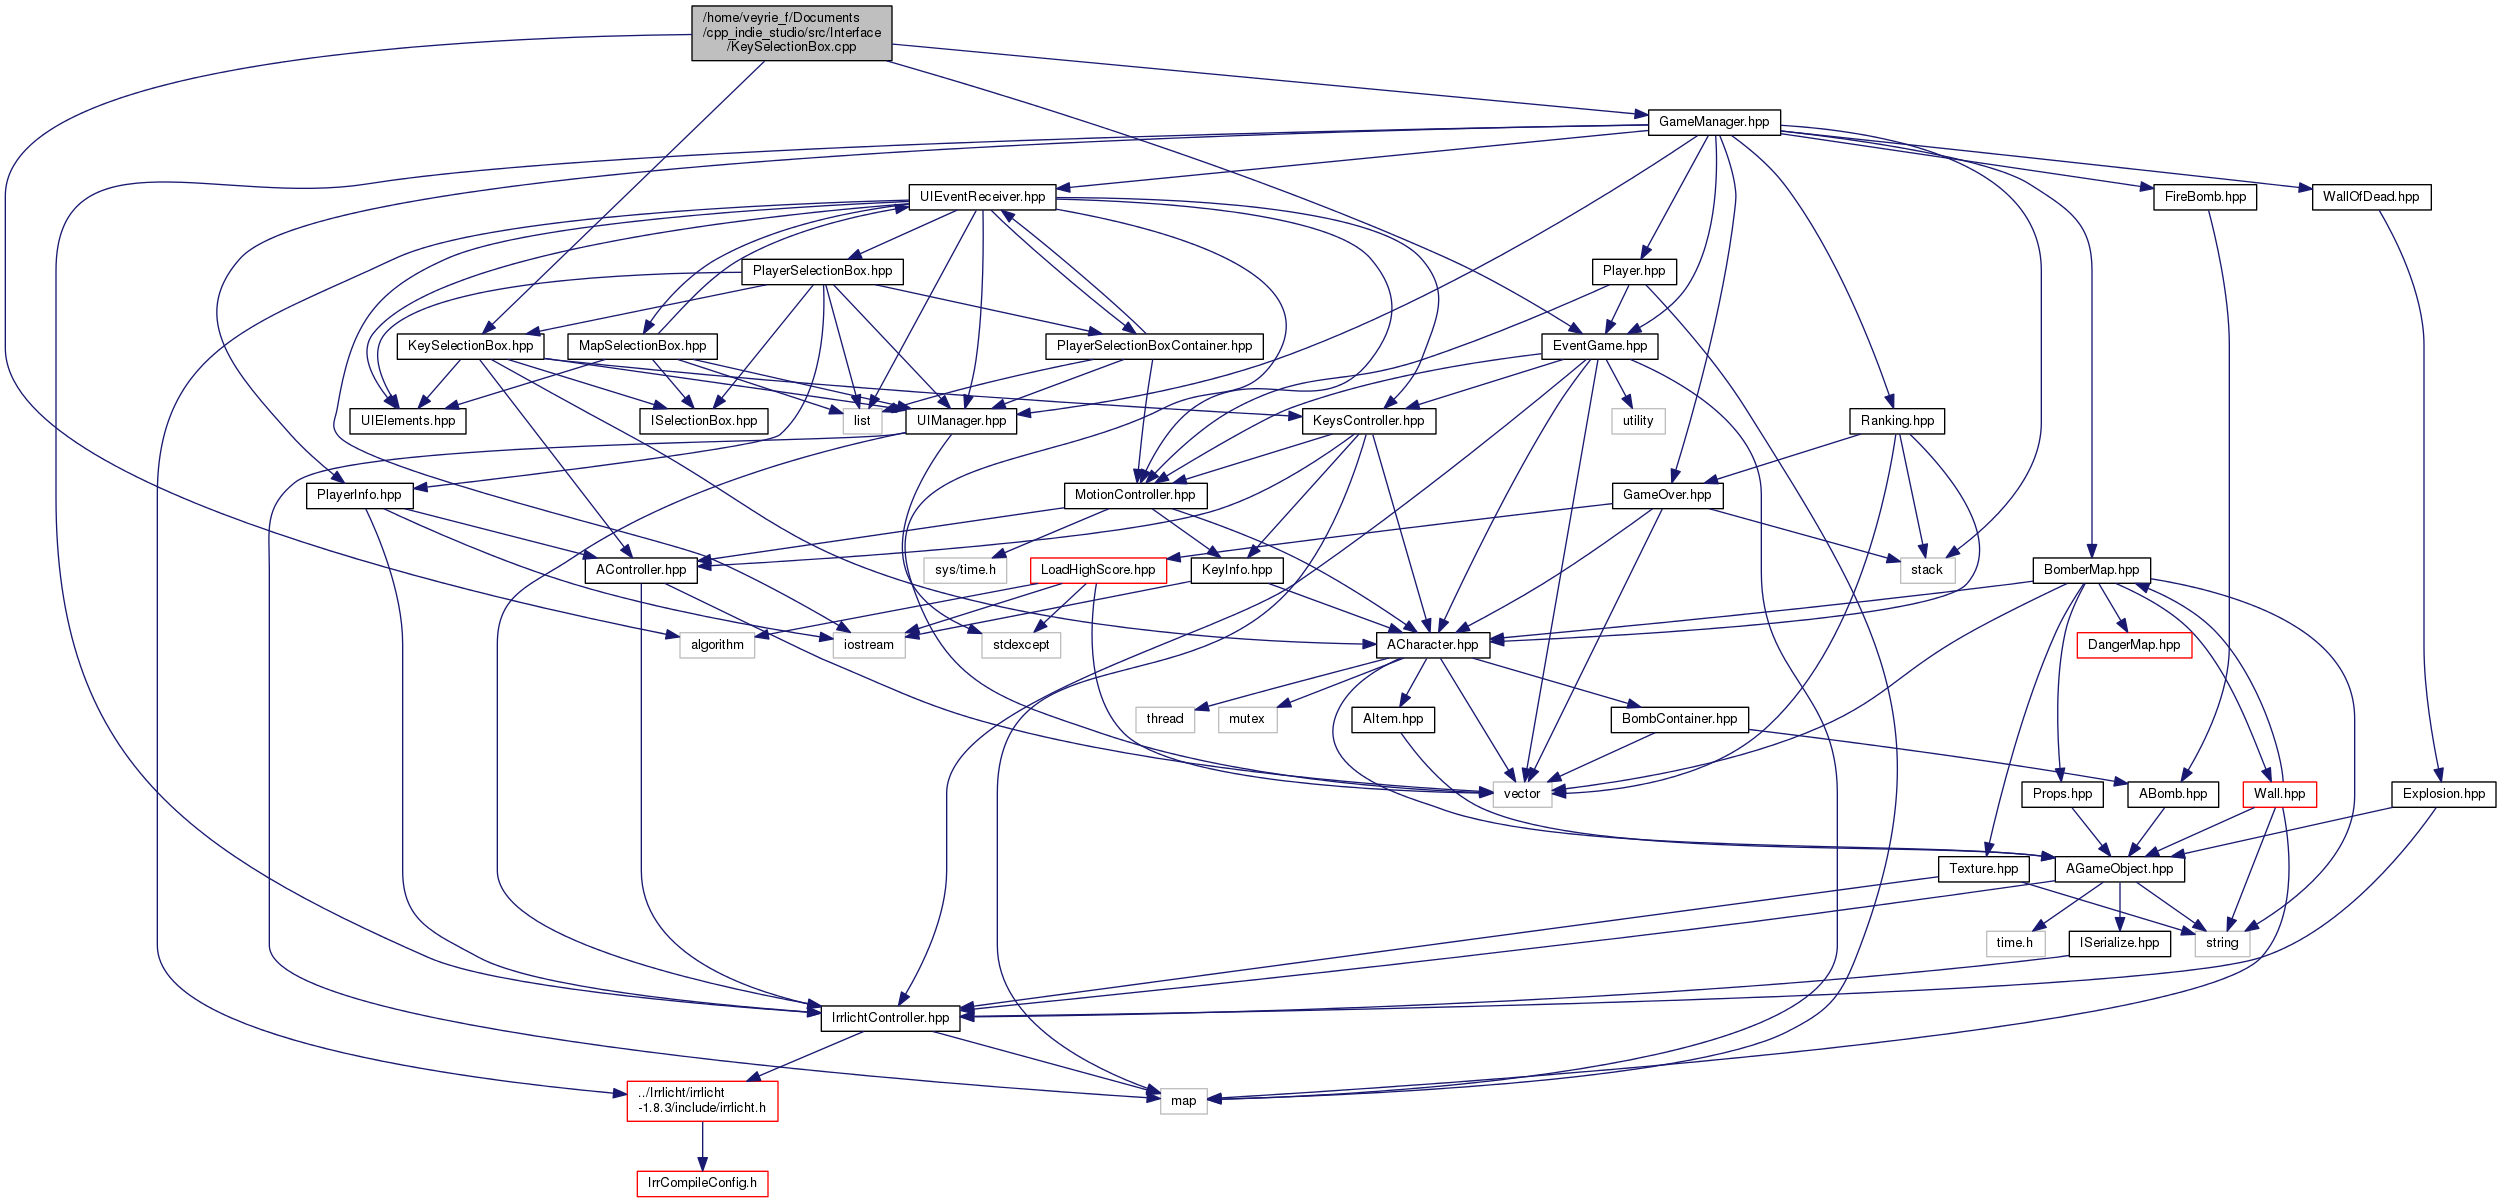 /home/veyrie_f/Documents
/cpp_indie_studio/src/Interface
/KeySelectionBox.cpp
GameManager.hpp
UIEventReceiver.hpp
FireBomb.hpp
WallOfDead.hpp
PlayerSelectionBox.hpp
Player.hpp
KeySelectionBox.hpp
MapSelectionBox.hpp
PlayerSelectionBoxContainer.hpp
EventGame.hpp
UIElements.hpp
ISelectionBox.hpp
list
UIManager.hpp
KeysController.hpp
utility
Ranking.hpp
PlayerInfo.hpp
MotionController.hpp
GameOver.hpp
AController.hpp
sys/time.h
LoadHighScore.hpp
KeyInfo.hpp
stack
BomberMap.hpp
algorithm
iostream
stdexcept
ACharacter.hpp
DangerMap.hpp
thread
mutex
AItem.hpp
BombContainer.hpp
vector
Props.hpp
ABomb.hpp
Wall.hpp
Explosion.hpp
Texture.hpp
AGameObject.hpp
time.h
ISerialize.hpp
string
IrrlichtController.hpp
../Irrlicht/irrlicht
-1.8.3/include/irrlicht.h
map
IrrCompileConfig.h